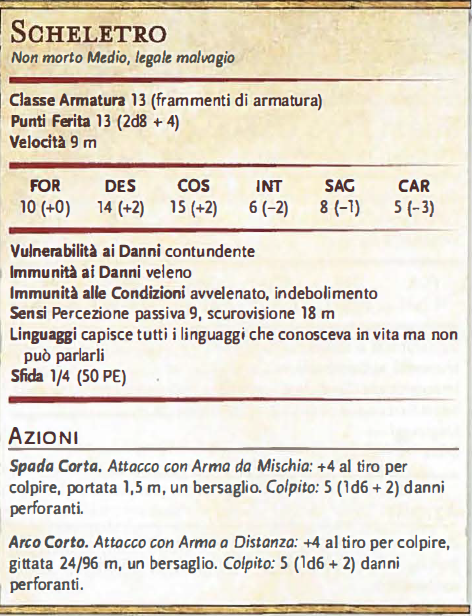 SCHELETRO
Non morto Medio, legale malvagio
Classe Armatura 13 (frammenti di armatura)
Punti Ferita 13 (2d8 + 4)
Velocità 9 m
FOR DES COS INT SAG CAR
10 (+0) 14 (+2) 15 (+2) 6 (-2) 8 (-1) 5 (-3)
Vulnerabilità ai Danni contundente
Immunità ai Danni veleno
Immunità alle Condizioni avvelenato, indebolimento
Sensi Percezione passiva 9, scurovisione 18 m
Linguaggi capisce tutti i linguaggi che conosceva in vita ma non
può parlarli
Sfida 1/4 (50 PE)
AZIONI
Spada Corta. Attacco con Arma da Mischia: +4 al tiro per
colpire, portata 1,5 m, un bersaglio. Colpito: 5 (1d6 + 2) danni
perforanti.
Arco Corto. Attacco con Arma a Distanza: +4 al tiro per colpire,
gittata 24/96 m, un bersaglio. Colpito: 5 (1d6 + 2) danni
perforanti.